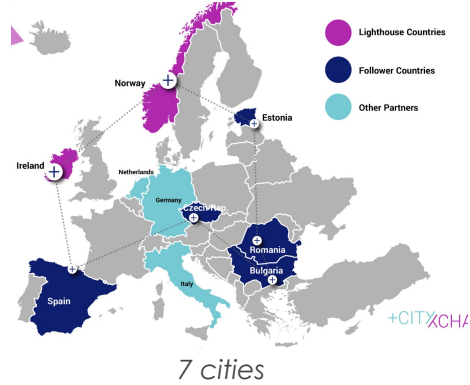 Lighthouse Countries
Norway
Follower Countries
Other Partners
Estonia
Ireland
Netherlands
Germany
Czech Rep.
Romania
Bulgaria
Spain
Italy
+CITYXCHA
7 cities